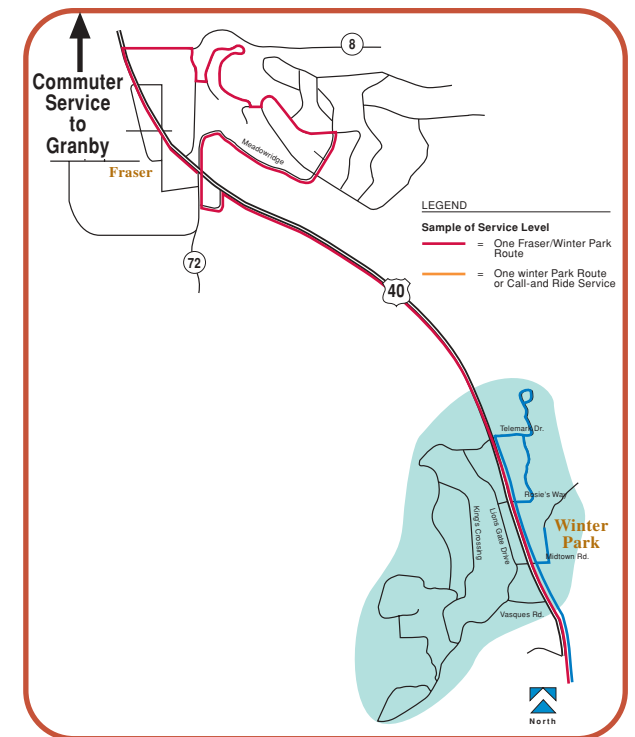 8
Commuter
Service
to
Granby
Meadowridge
Fraser
LEGEND
Sample of Service Level
= One Fraser/Winter Park
Route
= One winter Park Route
or Call-and Ride Service
72
40
Telemark Dr.
Rosie's Way
King's Crossing
Lions Gate Drive
Winter
Park
Midtown Rd.
Vasques Rd.
North